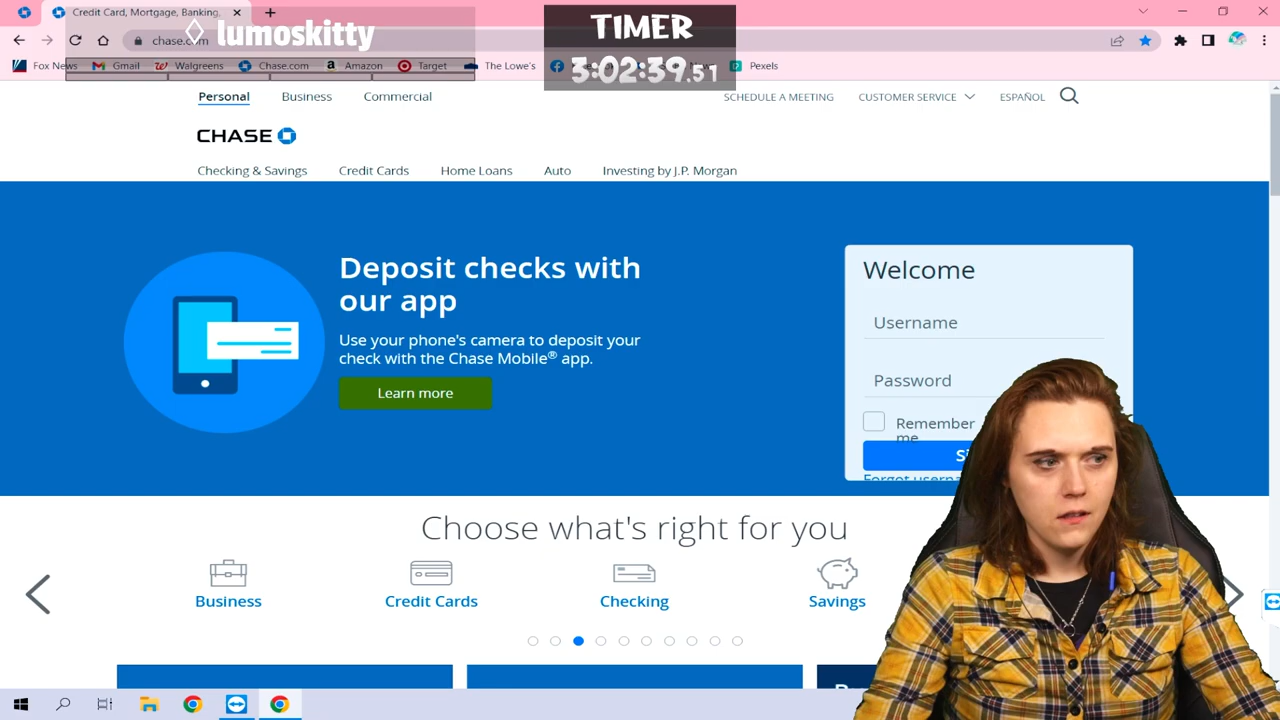 Credit Card, Mortgage, Banking,
lumoskitty
TIMER
3:02:39.51
chase.com
Fox News
Gmail
Walgreens
Chase.com
Amazon
Target
The Lowe's
Pexels
Personal
Business
Commercial
SCHEDULE A MEETING
CUSTOMER SERVICE
ESPAÑOL
CHASE
Checking & Savings
Credit Cards
Home Loans
Auto
Investing by J.P. Morgan
Deposit checks with
our app
Use your phone's camera to deposit your
check with the Chase Mobile® app.
Learn more
Welcome
Username
Password
Remember
me
Choose what's right for you
Business
Credit Cards
Checking
Savings